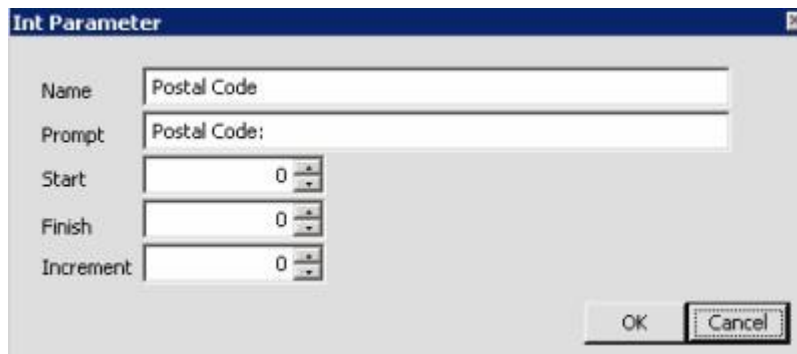 Int Parameter
Name Postal Code
Prompt Postal Code:
Start 0
Finish 0
Increment 0
OK Cancel